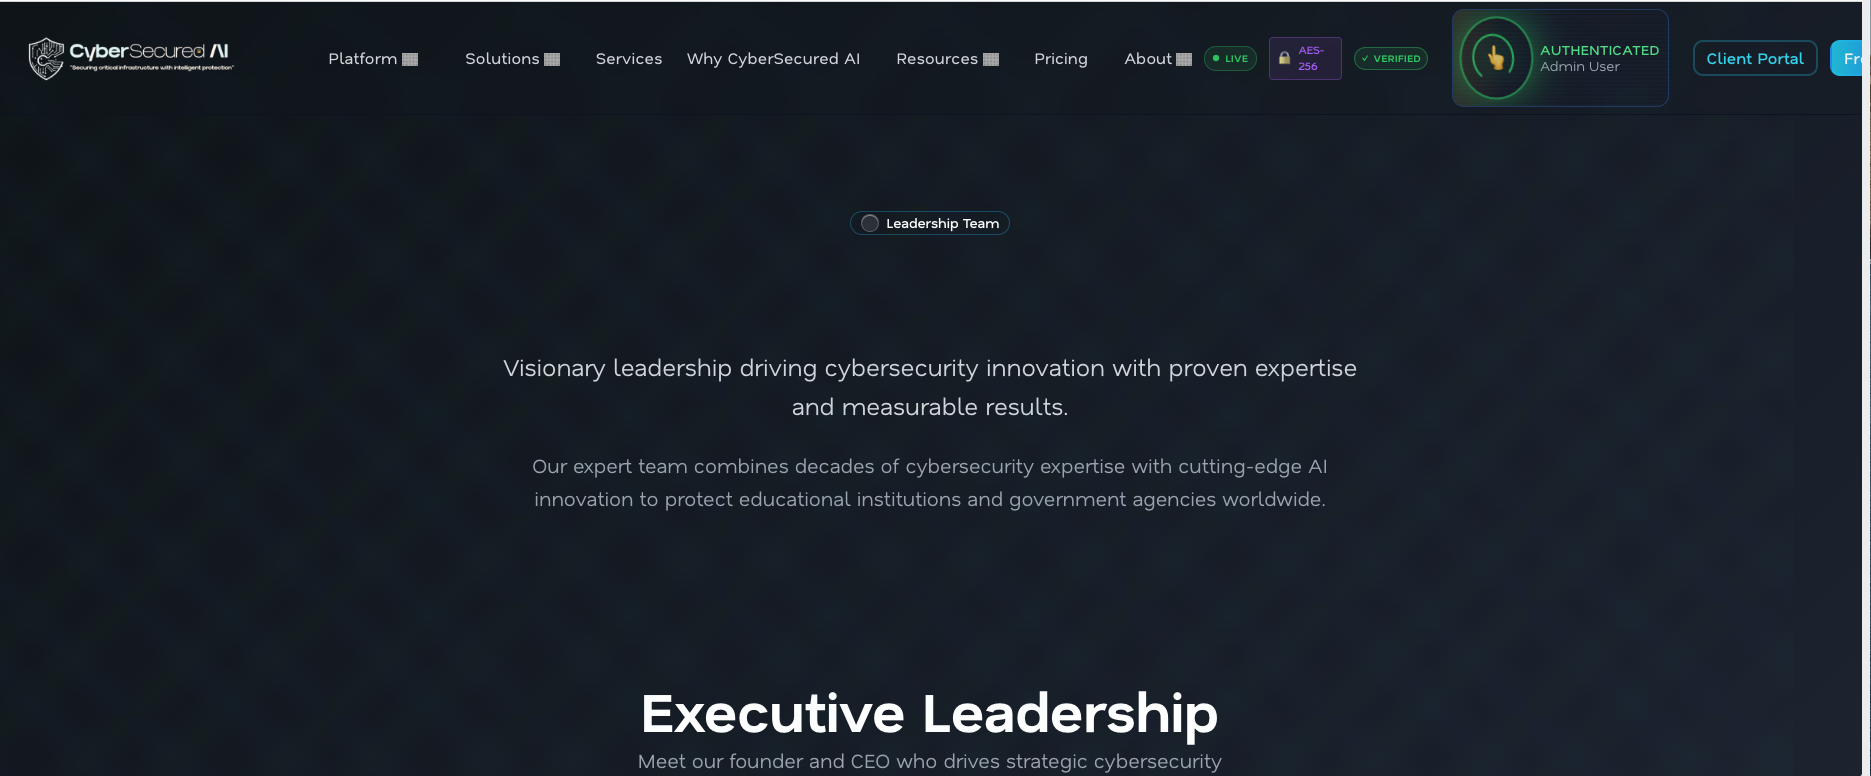 CyberSecured AI
"Securing critical infrastructure with intelligent protection"
Platform
Solutions
Services
Why CyberSecured AI
Resources
Pricing
About
LIVE
AES-
256
✓ VERIFIED
AUTHENTICATED
Admin User
Client Portal
Leadership Team
Visionary leadership driving cybersecurity innovation with proven expertise
and measurable results.
Our expert team combines decades of cybersecurity expertise with cutting-edge AI
innovation to protect educational institutions and government agencies worldwide.
Executive Leadership
Meet our founder and CEO who drives strategic cybersecurity